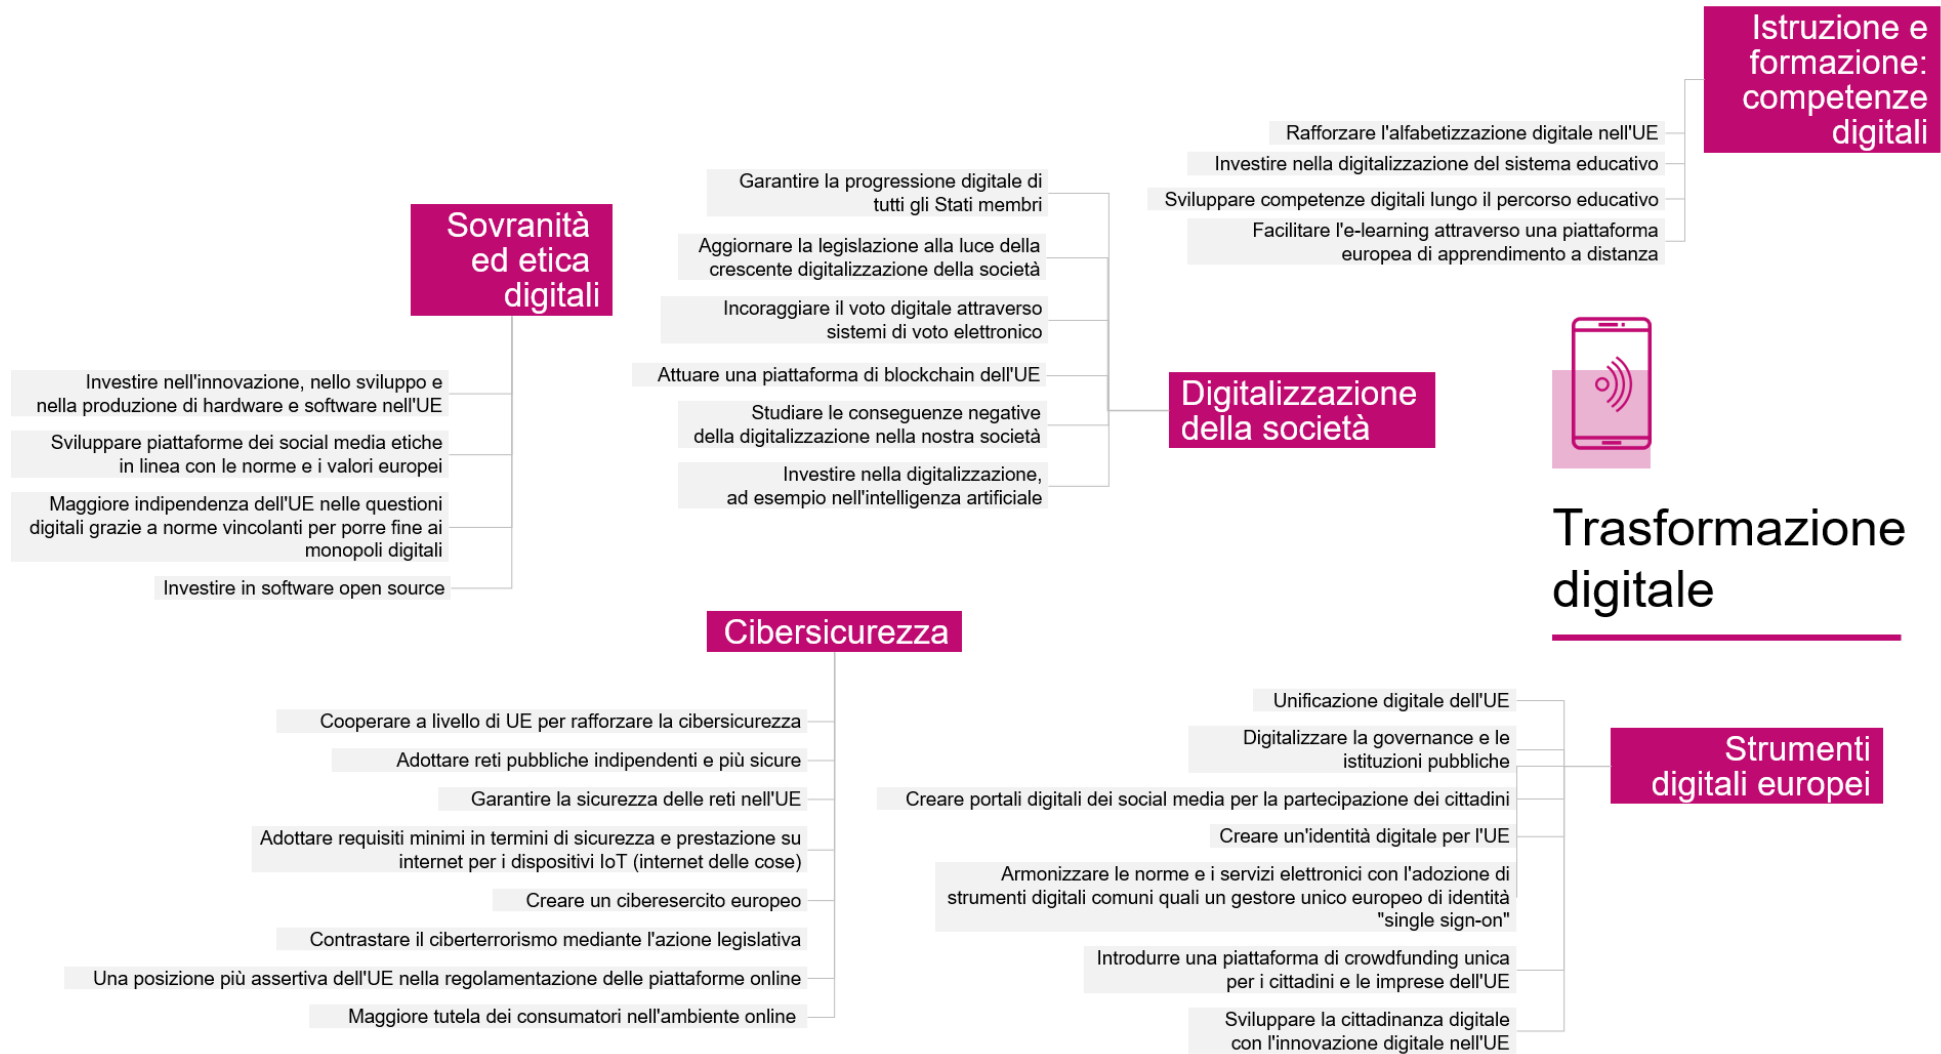 Istruzione e
formazione:
competenze
digitali
Rafforzare l'alfabetizzazione digitale nell'UE
Investire nella digitalizzazione del sistema educativo
Sviluppare competenze digitali lungo il percorso educativo
Facilitare l'e-learning attraverso una piattaforma
europea di apprendimento a distanza
Sovranità
ed etica
digitali
Investire nell'innovazione, nello sviluppo e
nella produzione di hardware e software nell'UE
Sviluppare piattaforme dei social media etiche
in linea con le norme e i valori europei
Maggiore indipendenza dell'UE nelle questioni
digitali grazie a norme vincolanti per porre fine ai
monopoli digitali
Investire in software open source
Garantire la progressione digitale di
tutti gli Stati membri
Aggiornare la legislazione alla luce della
crescente digitalizzazione della società
Incoraggiare il voto digitale attraverso
sistemi di voto elettronico
Attuare una piattaforma di blockchain dell'UE
Studiare le conseguenze negative
della digitalizzazione nella nostra società
Investire nella digitalizzazione,
ad esempio nell'intelligenza artificiale
Digitalizzazione
della società
Trasformazione
digitale
Cibersicurezza
Cooperare a livello di UE per rafforzare la cibersicurezza
Adottare reti pubbliche indipendenti e più sicure
Garantire la sicurezza delle reti nell'UE
Adottare requisiti minimi in termini di sicurezza e prestazione su
internet per i dispositivi IoT (internet delle cose)
Creare un ciberesercito europeo
Contrastare il ciberterrorismo mediante l'azione legislativa
Una posizione più assertiva dell'UE nella regolamentazione delle piattaforme online
Maggiore tutela dei consumatori nell'ambiente online
Strumenti
digitali europei
Unificazione digitale dell'UE
Digitalizzare la governance e le
istituzioni pubbliche
Creare portali digitali dei social media per la partecipazione dei cittadini
Creare un'identità digitale per l'UE
Armonizzare le norme e i servizi elettronici con l'adozione di
strumenti digitali comuni quali un gestore unico europeo di identità
"single sign-on"
Introdurre una piattaforma di crowdfunding unica
per i cittadini e le imprese dell'UE
Sviluppare la cittadinanza digitale
con l'innovazione digitale nell'UE